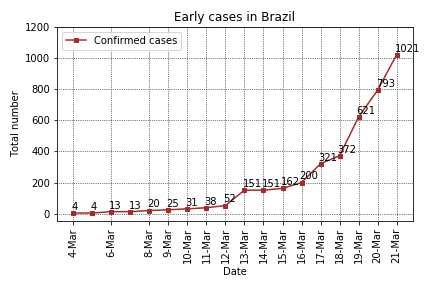 Early cases in Brazil
Confirmed cases
Total number
1200
1000
800
600
400
200
0
4
4
13
13
20
25
31
38
52
151
151
162
200
321
372
621
793
1021
4-Mar
6-Mar
8-Mar
9-Mar
10-Mar
11-Mar
12-Mar
13-Mar
14-Mar
15-Mar
16-Mar
17-Mar
18-Mar
19-Mar
20-Mar
21-Mar
Date